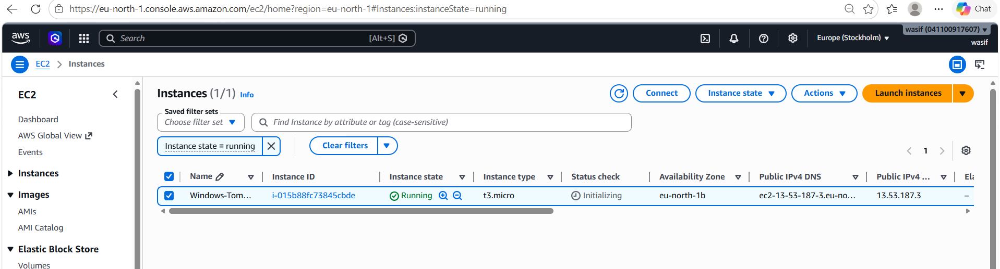 https://eu-north-1.console.aws.amazon.com/ec2/home?region=eu-north-1#Instances:instanceState=running
Chat
aws
Search
[Alt+S]
Europe (Stockholm)
wasif (041100917607)
wasif
EC2
Instances
EC2
Dashboard
AWS Global View
Events
Instances
Images
AMIs
AMI Catalog
Elastic Block Store
Volumes
Instances (1/1) Info
Connect
Instance state
Actions
Launch instances
Saved filter sets
Choose filter set
Find Instance by attribute or tag (case-sensitive)
Instance state = running
Clear filters
1
Name Instance ID Instance state Instance type Status check Availability Zone Public IPv4 DNS Public IPv4 ... Ela
Windows-Tom... i-015b88fc73845cbde Running t3.micro Initializing eu-north-1b ec2-13-53-187-3.eu-no... 13.53.187.3 –